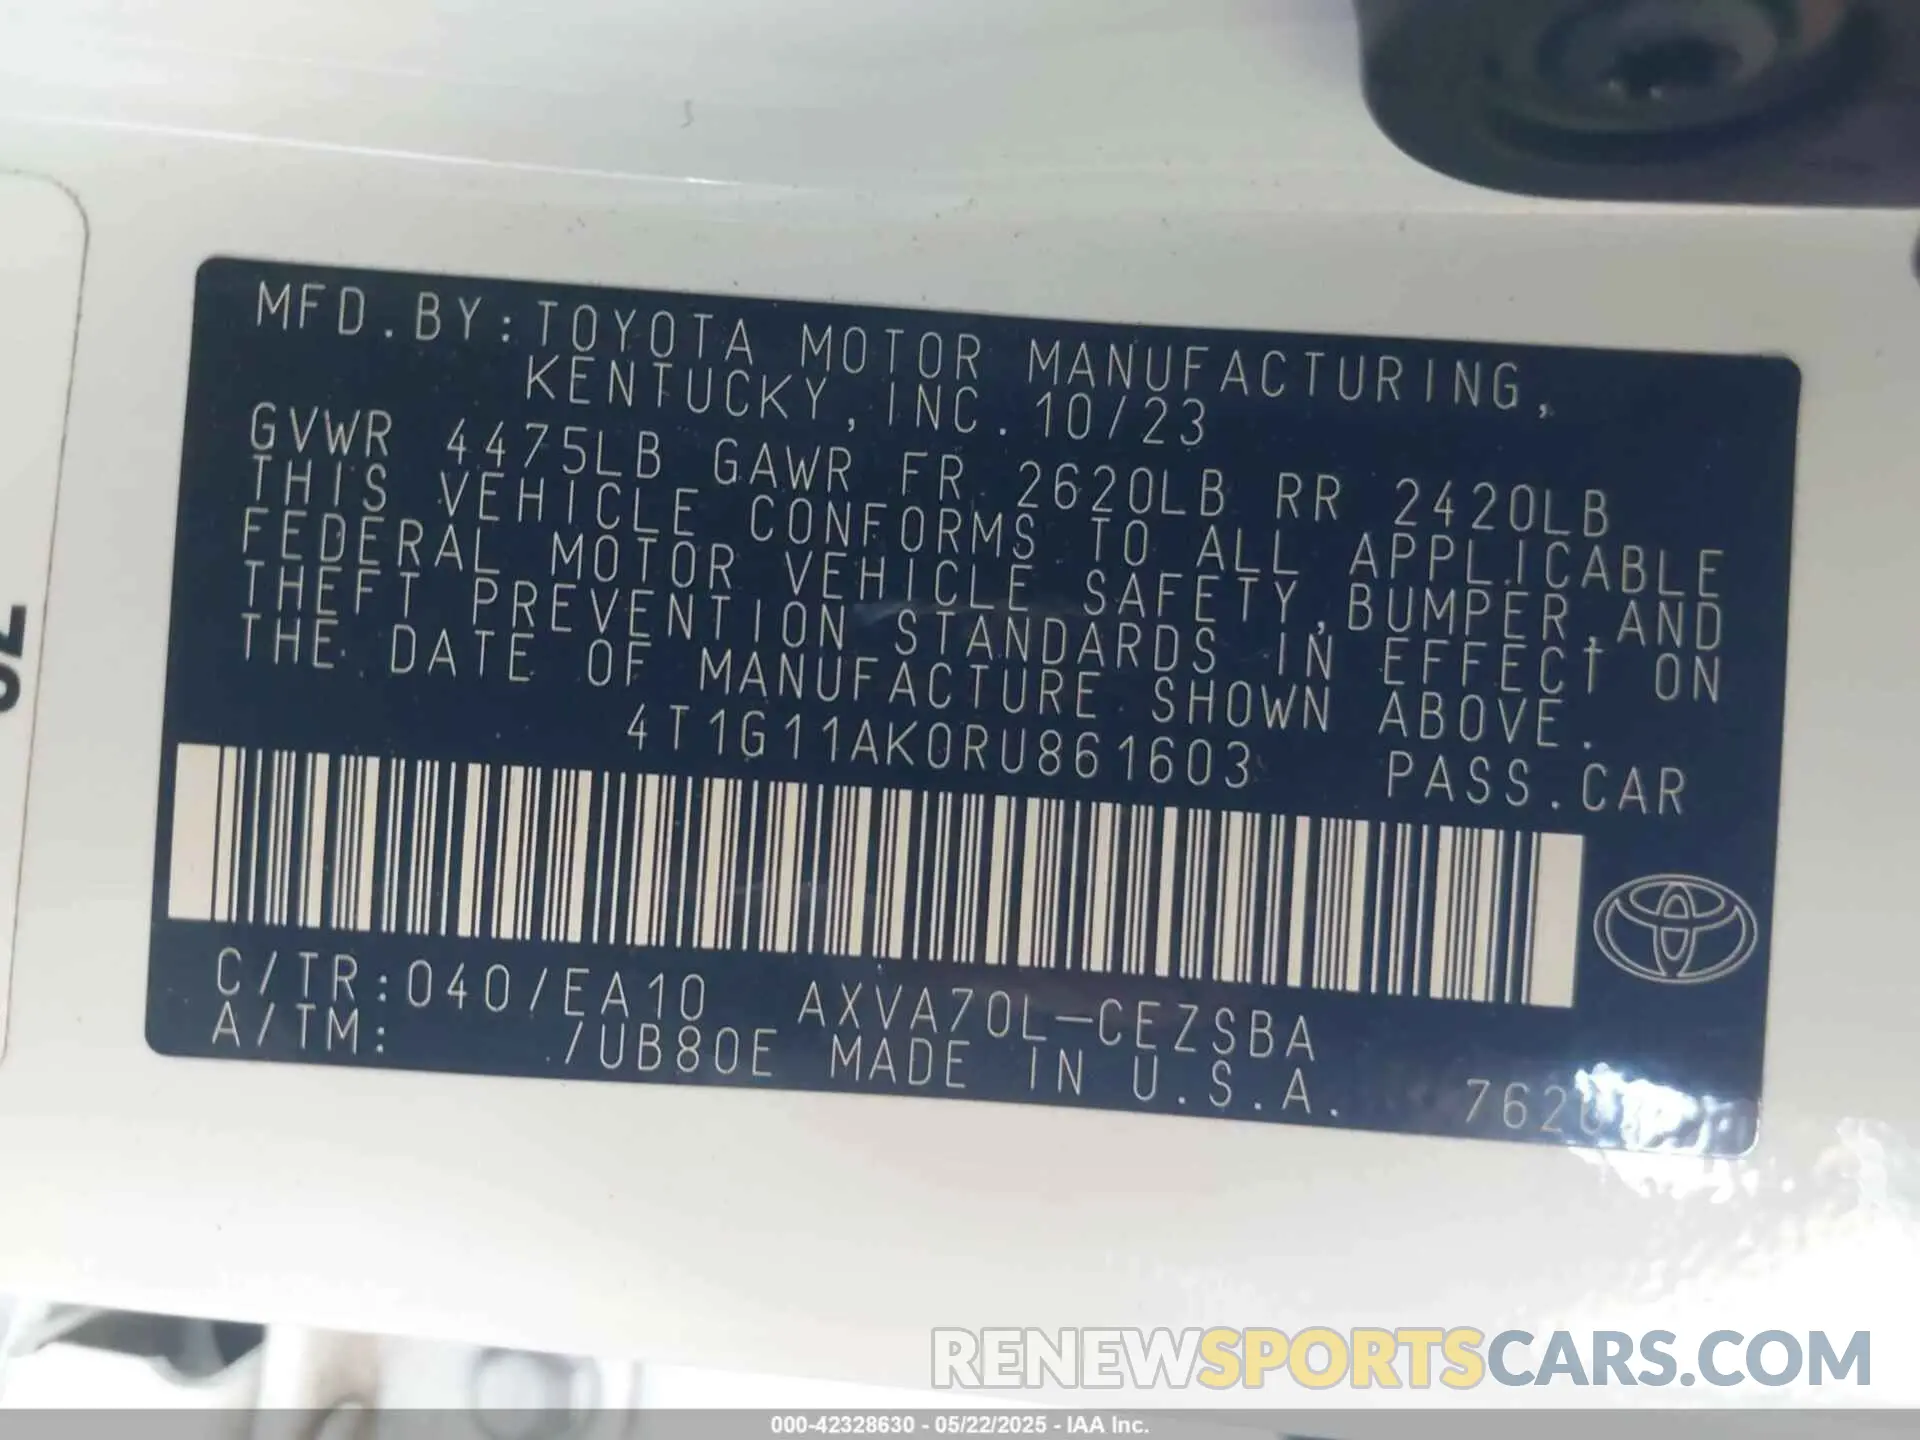 MFD.BY:TOYOTA MOTOR MANUFACTURING,
KENTUCKY,INC.10/23
GVWR 4475LB GAWR FR 2620LB RR 2420LB
THIS VEHICLE CONFORMS TO ALL APPLICABLE
FEDERAL MOTOR VEHICLE SAFETY,BUMPER,AND
THEFT PREVENTION STANDARDS IN EFFECT ON
THE DATE OF MANUFACTURE SHOWN ABOVE.
4T1G11AK0RU861603 PASS.CAR
C/TR:040/EA10 AXVA70L-CEZSBA
A/TM: /UB80E MADE IN U.S.A.
RENEWSPORTSCARS.COM
000-42328630 - 05/22/2025 - IAA Inc.